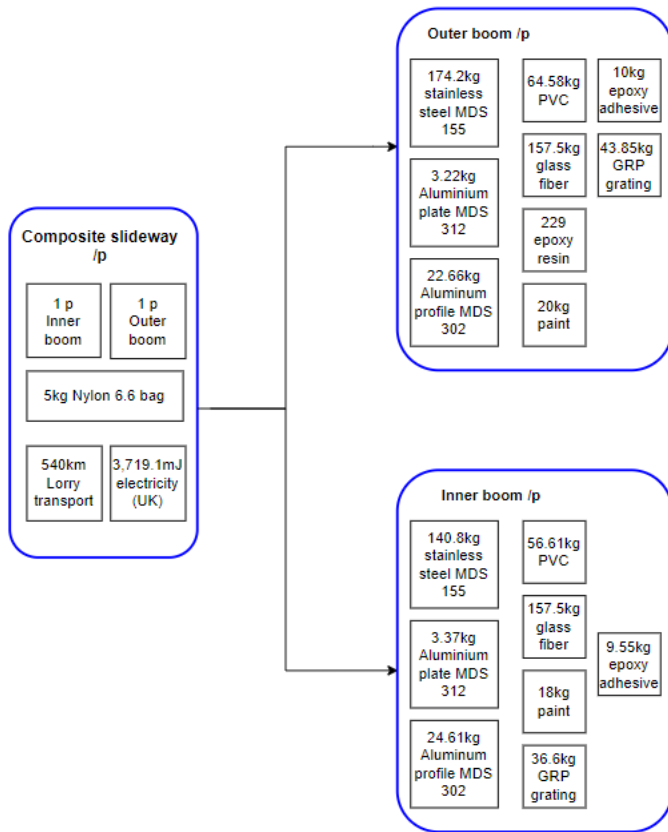 Outer boom /p
174.2kg
stainless
steel MDS
155
64.58kg
PVC
10kg
epoxy
adhesive
3.22kg
Aluminium
plate MDS
312
157.5kg
glass
fiber
43.85kg
GRP
grating
22.66kg
Aluminum
profile MDS
302
229
epoxy
resin
20kg
paint
Composite slideway
/p
1 p
Inner
boom
1 p
Outer
boom
5kg Nylon 6.6 bag
540km
Lorry
transport
3,719.1mJ
electricity
(UK)
Inner boom /p
140.8kg
stainless
steel MDS
155
56.61kg
PVC
3.37kg
Aluminium
plate MDS
312
157.5kg
glass
fiber
9.55kg
epoxy
adhesive
24.61kg
Aluminum
profile MDS
302
18kg
paint
36.6kg
GRP
grating